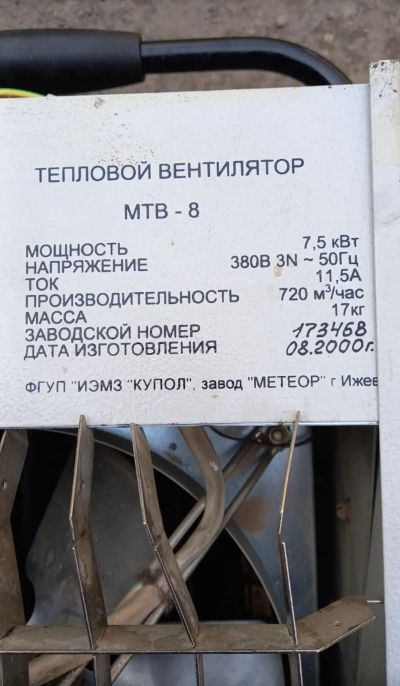 ТЕПЛОВОЙ ВЕНТИЛЯТОР
МТВ - 8
МОЩНОСТЬ 7,5 кВт
НАПРЯЖЕНИЕ 380В 3N ~ 50Гц
ТОК 11,5А
ПРОИЗВОДИТЕЛЬНОСТЬ 720 м³/час
МАССА 17кг
ЗАВОДСКОЙ НОМЕР 173468
ДАТА ИЗГОТОВЛЕНИЯ 08.2000г.
ФГУП "ИЭМЗ "КУПОЛ", завод "МЕТЕОР" г Ижев